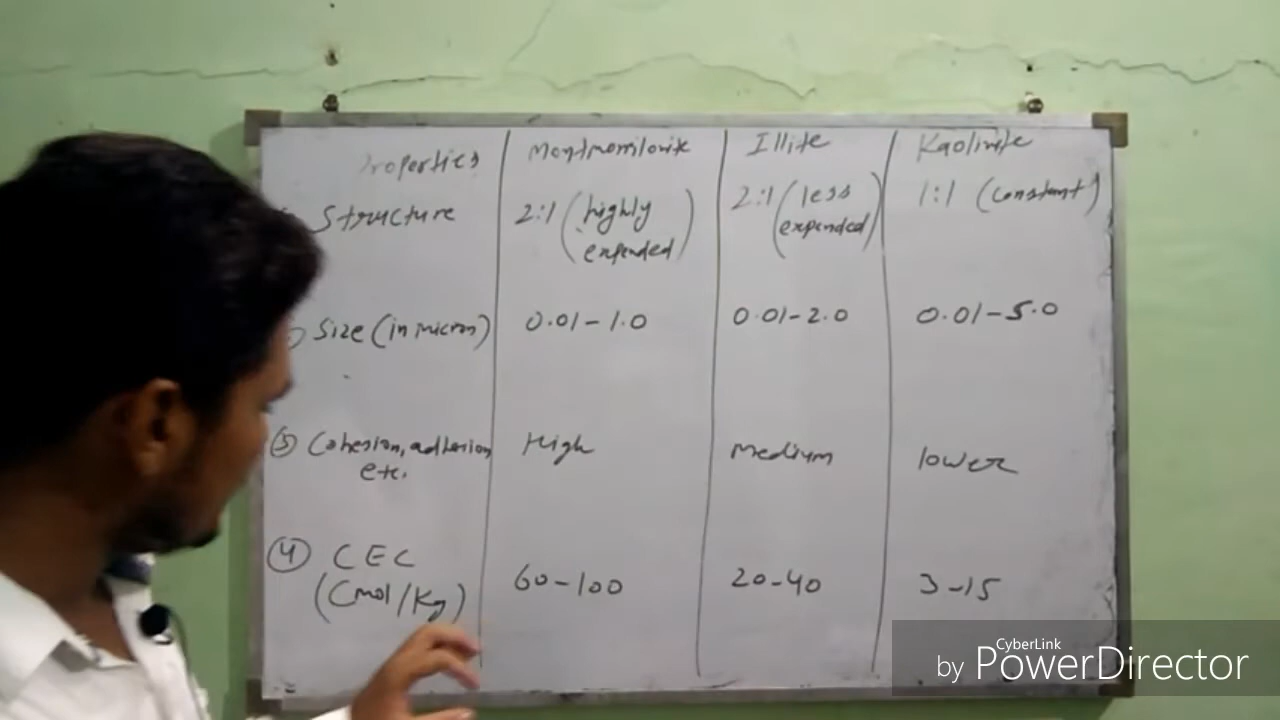 Properties Montmorilonite Illite Kaolinite
Structure 2:1 (highly expended) 2:1 (less expended) 1:1 (constant)
Size (in micron) 0.01-1.0 0.01-2.0 0.01-5.0
③ Cohesion, adhesion etc. High medium lower
④ CEC (Cmol/Kg) 60-100 20-40 3-15
by CyberLink PowerDirector